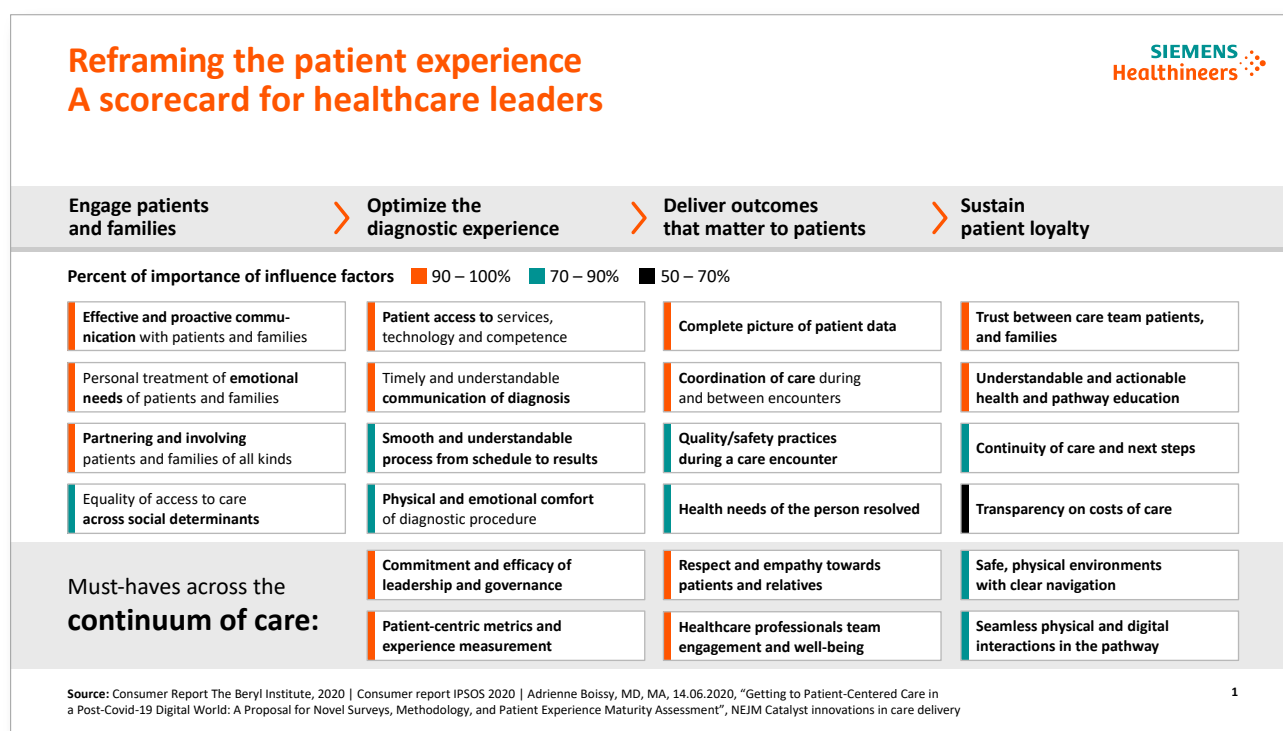 Reframing the patient experience
A scorecard for healthcare leaders
SIEMENS
Healthineers
Engage patients
and families
Optimize the
diagnostic experience
Deliver outcomes
that matter to patients
Sustain
patient loyalty
Percent of importance of influence factors 90 – 100% 70 – 90% 50 – 70%
Effective and proactive commu-
nication with patients and families
Personal treatment of emotional
needs of patients and families
Partnering and involving
patients and families of all kinds
Equality of access to care
across social determinants
Patient access to services,
technology and competence
Timely and understandable
communication of diagnosis
Smooth and understandable
process from schedule to results
Physical and emotional comfort
of diagnostic procedure
Complete picture of patient data
Coordination of care during
and between encounters
Quality/safety practices
during a care encounter
Health needs of the person resolved
Trust between care team patients,
and families
Understandable and actionable
health and pathway education
Continuity of care and next steps
Transparency on costs of care
Must-haves across the
continuum of care:
Commitment and efficacy of
leadership and governance
Patient-centric metrics and
experience measurement
Respect and empathy towards
patients and relatives
Healthcare professionals team
engagement and well-being
Safe, physical environments
with clear navigation
Seamless physical and digital
interactions in the pathway
Source: Consumer Report The Beryl Institute, 2020 | Consumer report IPSOS 2020 | Adrienne Boissy, MD, MA, 14.06.2020, “Getting to Patient-Centered Care in
a Post-Covid-19 Digital World: A Proposal for Novel Surveys, Methodology, and Patient Experience Maturity Assessment”, NEJM Catalyst innovations in care delivery
1